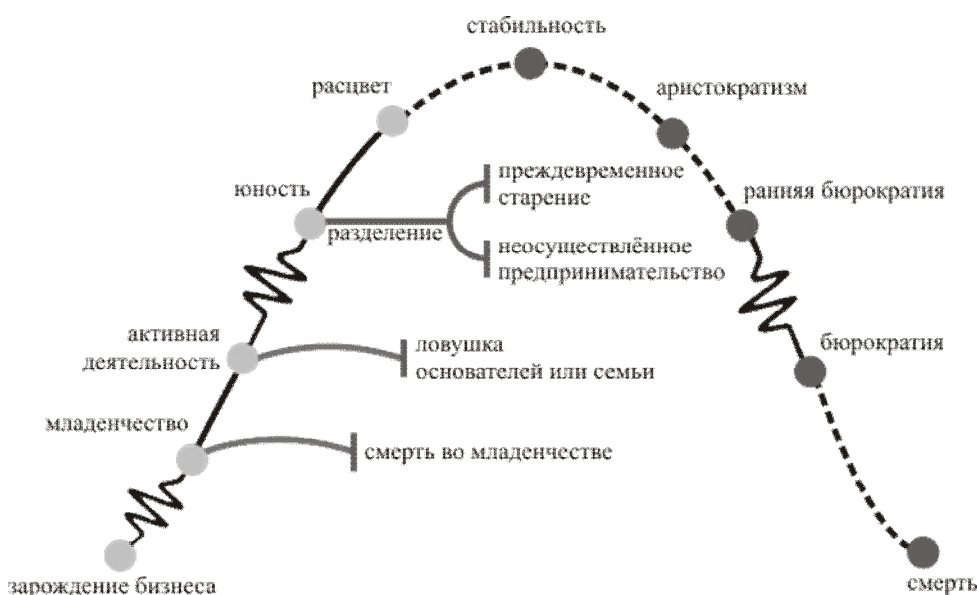 стабильность
расцвет
аристократизм
преждевременное
старение
юность
ранняя бюрократия
разделение
неосуществлённое
предпринимательство
активная
деятельность
ловушка
основателей или семьи
бюрократия
младенчество
смерть во младенчестве
зарождение бизнеса
смерть